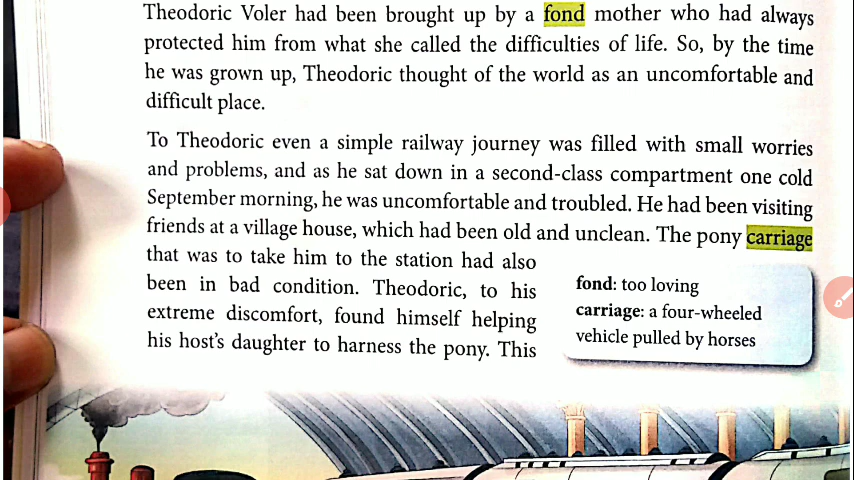 Theodoric Voler had been brought up by a fond mother who had always
protected him from what she called the difficulties of life. So, by the time
he was grown up, Theodoric thought of the world as an uncomfortable and
difficult place.
To Theodoric even a simple railway journey was filled with small worries
and problems, and as he sat down in a second-class compartment one cold
September morning, he was uncomfortable and troubled. He had been visiting
friends at a village house, which had been old and unclean. The pony carriage
that was to take him to the station had also
been in bad condition. Theodoric, to his
extreme discomfort, found himself helping
his host's daughter to harness the pony. This
fond: too loving
carriage: a four-wheeled
vehicle pulled by horses